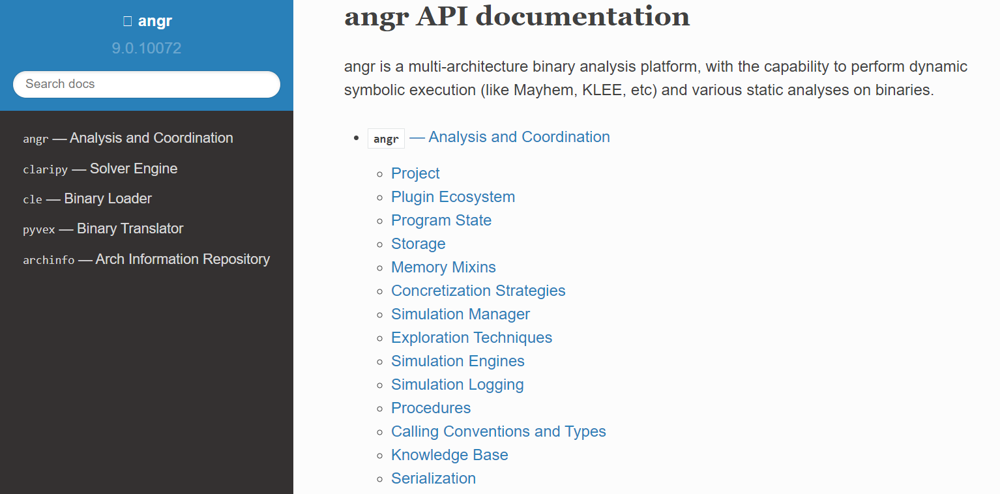 angr
9.0.10072
Search docs
angr — Analysis and Coordination
claripy — Solver Engine
cle — Binary Loader
pyvex — Binary Translator
archinfo — Arch Information Repository
angr API documentation
angr is a multi-architecture binary analysis platform, with the capability to perform dynamic
symbolic execution (like Mayhem, KLEE, etc) and various static analyses on binaries.
angr — Analysis and Coordination
Project
Plugin Ecosystem
Program State
Storage
Memory Mixins
Concretization Strategies
Simulation Manager
Exploration Techniques
Simulation Engines
Simulation Logging
Procedures
Calling Conventions and Types
Knowledge Base
Serialization